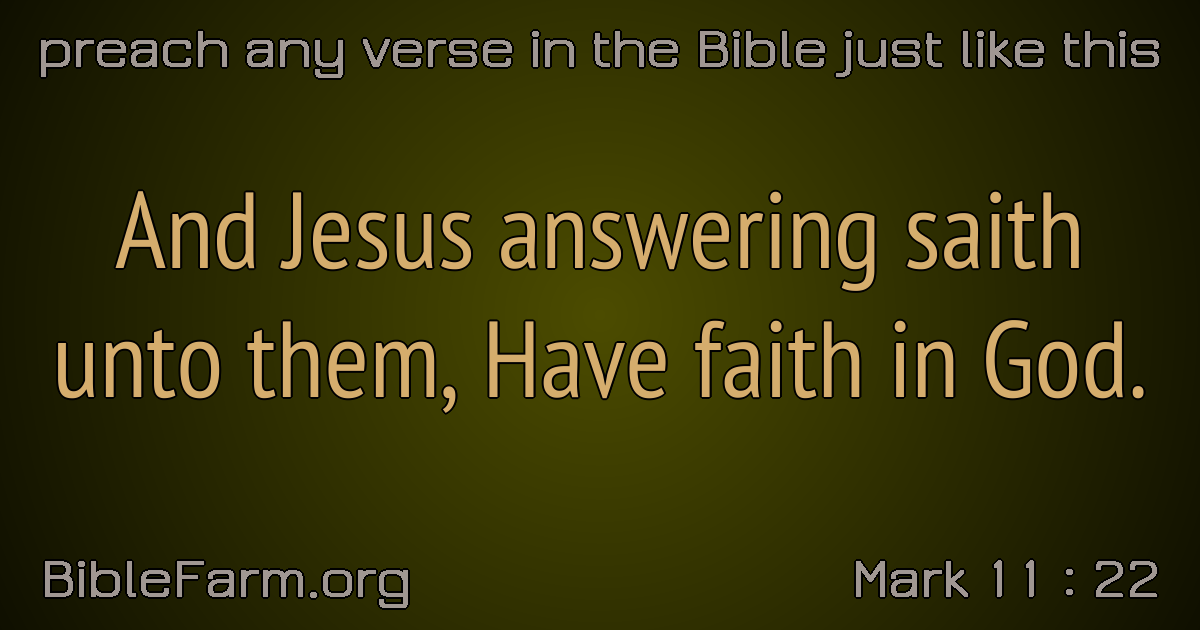 preach any verse in the Bible just like this
And Jesus answering saith
unto them, Have faith in God.
BibleFarm.org
Mark 11 : 22